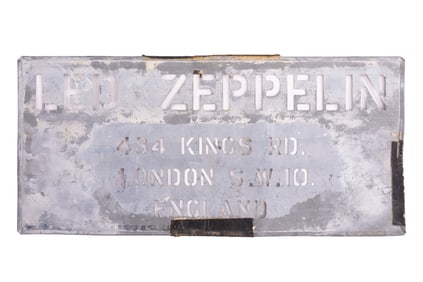 LED ZEPPELIN
484 KINGS RD.
LONDON S.W.10.
ENGLAND